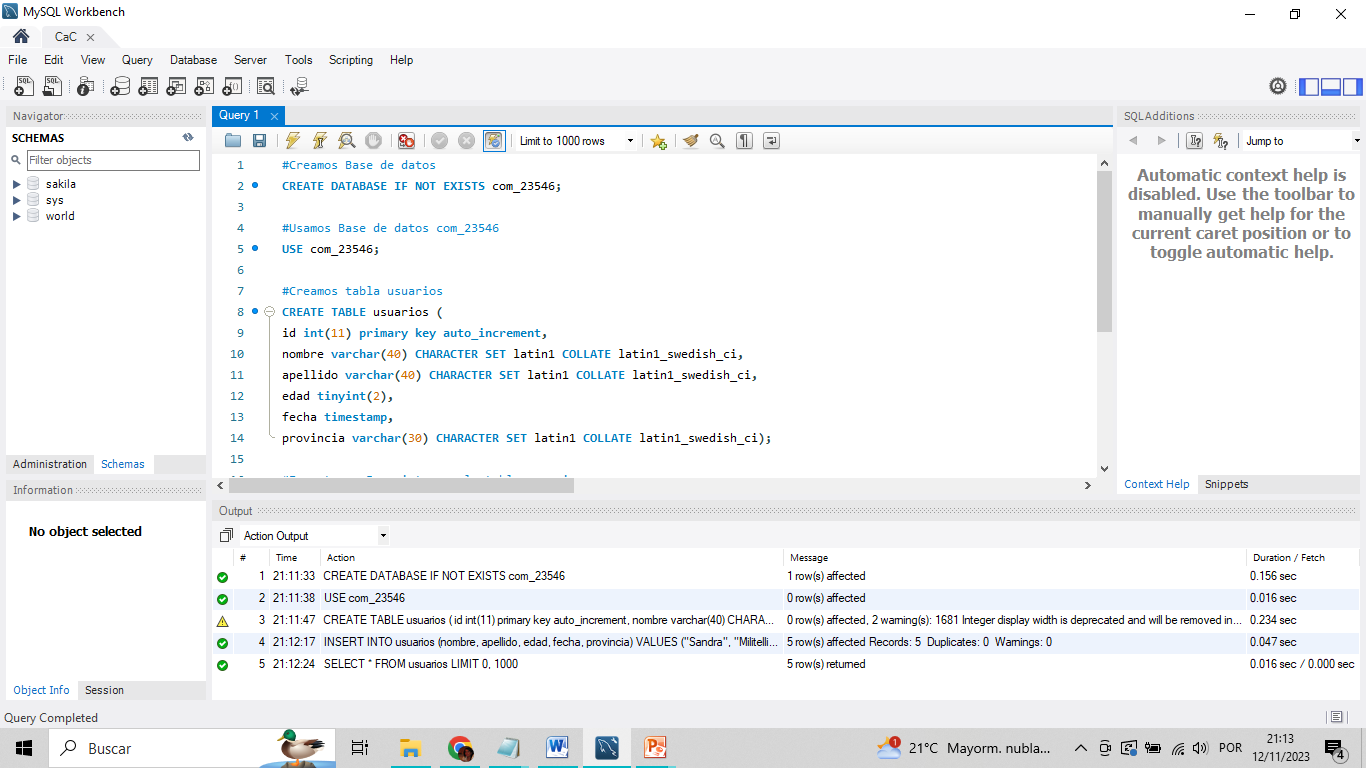 MySQL Workbench
CaC
File Edit View Query Database Server Tools Scripting Help
Navigator
SCHEMAS
Filter objects
sakila
sys
world
Administration Schemas
Information
No object selected
Object Info Session
Query 1
Limit to 1000 rows
1 #Creamos Base de datos
2 CREATE DATABASE IF NOT EXISTS com_23546;
3
4 #Usamos Base de datos com_23546
5 USE com_23546;
6
7 #Creamos tabla usuarios
8 CREATE TABLE usuarios (
9 id int(11) primary key auto_increment,
10 nombre varchar(40) CHARACTER SET latin1 COLLATE latin1_swedish_ci,
11 apellido varchar(40) CHARACTER SET latin1 COLLATE latin1_swedish_ci,
12 edad tinyint(2),
13 fecha timestamp,
14 provincia varchar(30) CHARACTER SET latin1 COLLATE latin1_swedish_ci);
15
SQLAdditions
Jump to
Automatic context help is
disabled. Use the toolbar to
manually get help for the
current caret position or to
toggle automatic help.
Context Help Snippets
Output
Action Output
# Time Action Message Duration / Fetch
1 21:11:33 CREATE DATABASE IF NOT EXISTS com_23546 1 row(s) affected 0.156 sec
2 21:11:38 USE com_23546 0 row(s) affected 0.016 sec
3 21:11:47 CREATE TABLE usuarios ( id int(11) primary key auto_increment, nombre varchar(40) CHARA... 0 row(s) affected, 2 warning(s): 1681 Integer display width is deprecated and will be removed in... 0.234 sec
4 21:12:17 INSERT INTO usuarios (nombre, apellido, edad, fecha, provincia) VALUES ("Sandra", "Militelli... 5 row(s) affected Records: 5 Duplicates: 0 Warnings: 0 0.047 sec
5 21:12:24 SELECT * FROM usuarios LIMIT 0, 1000 5 row(s) returned 0.016 sec / 0.000 sec
Query Completed
Buscar
21°C Mayorm. nubla...
POR
21:13
12/11/2023
4